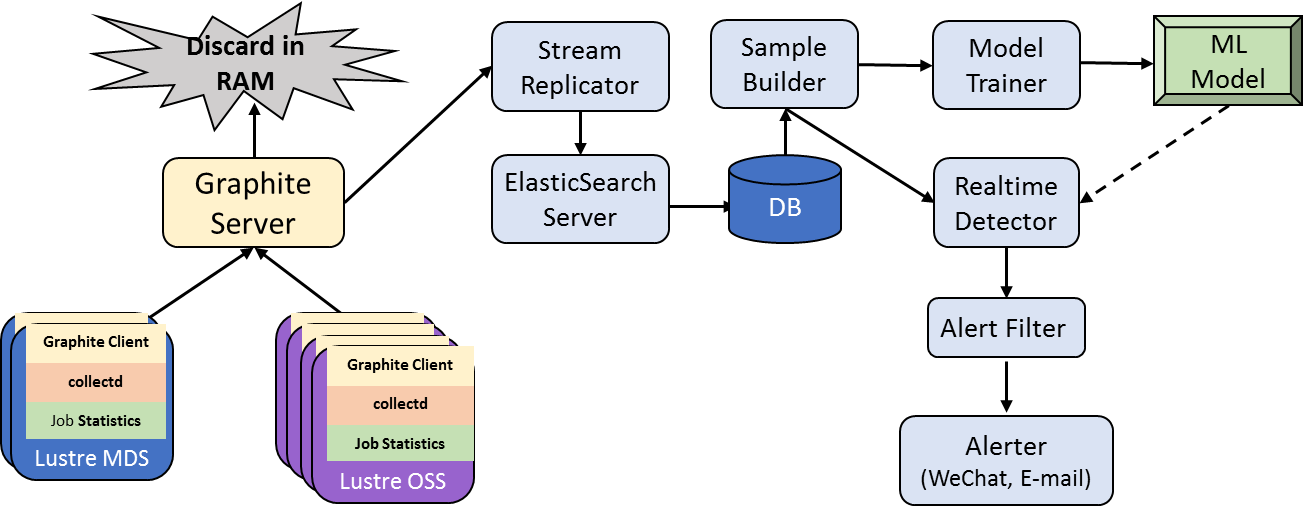 Discard in
RAM
Stream
Replicator
Sample
Builder
Model
Trainer
ML
Model
Graphite
Server
ElasticSearch
Server
DB
Realtime
Detector
Graphite Client
collectd
Job Statistics
Lustre MDS
Graphite Client
collectd
Job Statistics
Lustre OSS
Alert Filter
Alerter
(WeChat, E-mail)